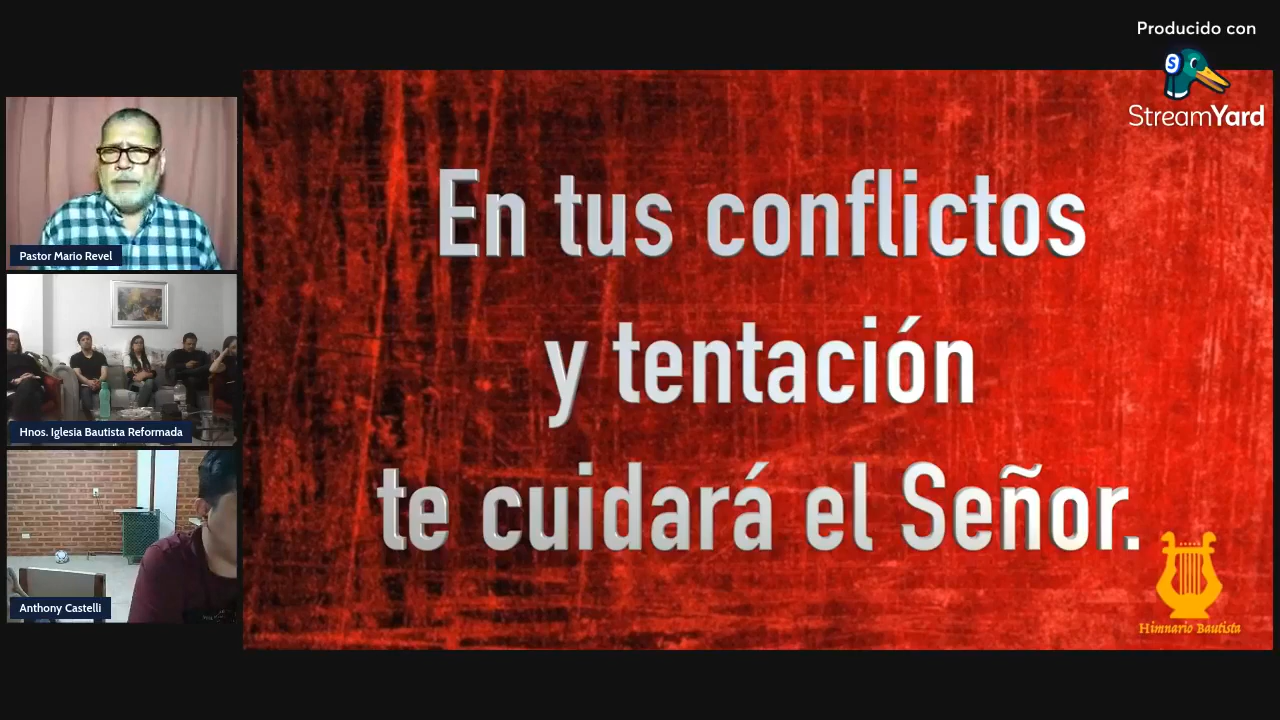 Producido con
StreamYard
Pastor Mario Revel
Hnos. Iglesia Bautista Reformada
Anthony Castelli
En tus conflictos
y tentación
te cuidará el Señor.
Himnario Bautista